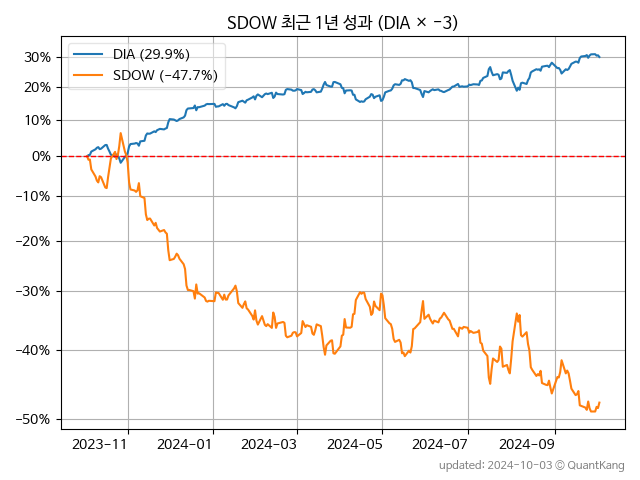 SDOW 최근 1년 성과 (DIA × −3)
DIA (29.9%)
SDOW (−47.7%)
30%
20%
10%
0%
−10%
−20%
−30%
−40%
−50%
2023-11 2024-01 2024-03 2024-05 2024-07 2024-09
updated: 2024-10-03 © QuantKang